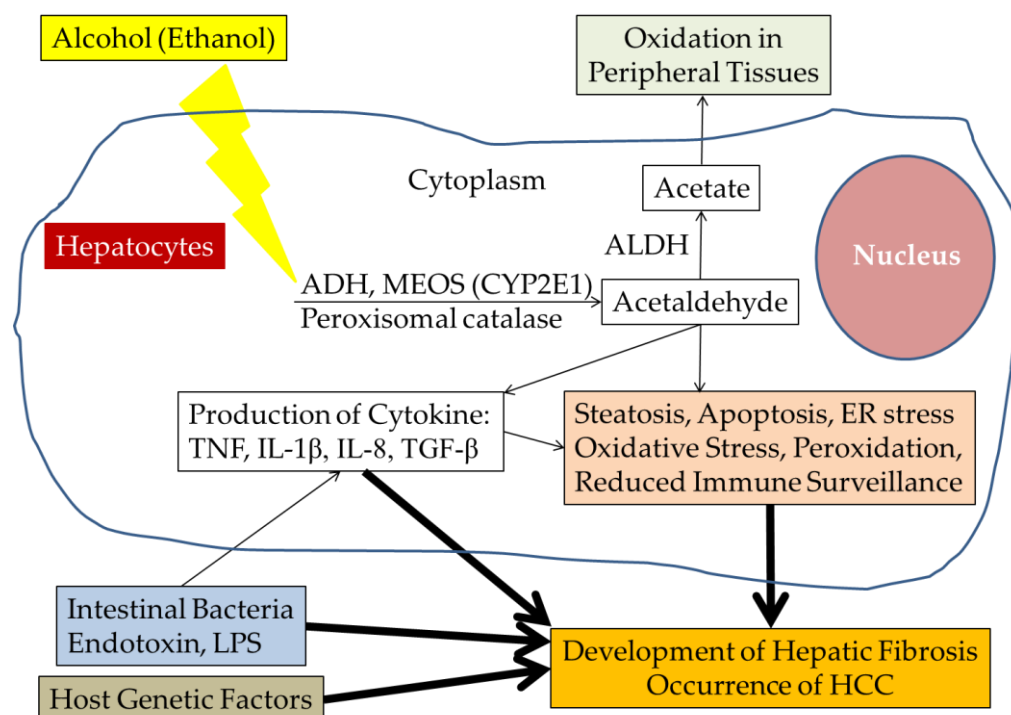 Alcohol (Ethanol)
Oxidation in
Peripheral Tissues
Cytoplasm
Acetate
Hepatocytes
ALDH
Nucleus
ADH, MEOS (CYP2E1)
Peroxisomal catalase
Acetaldehyde
Production of Cytokine:
TNF, IL-1β, IL-8, TGF-β
Steatosis, Apoptosis, ER stress
Oxidative Stress, Peroxidation,
Reduced Immune Surveillance
Intestinal Bacteria
Endotoxin, LPS
Development of Hepatic Fibrosis
Occurrence of HCC
Host Genetic Factors